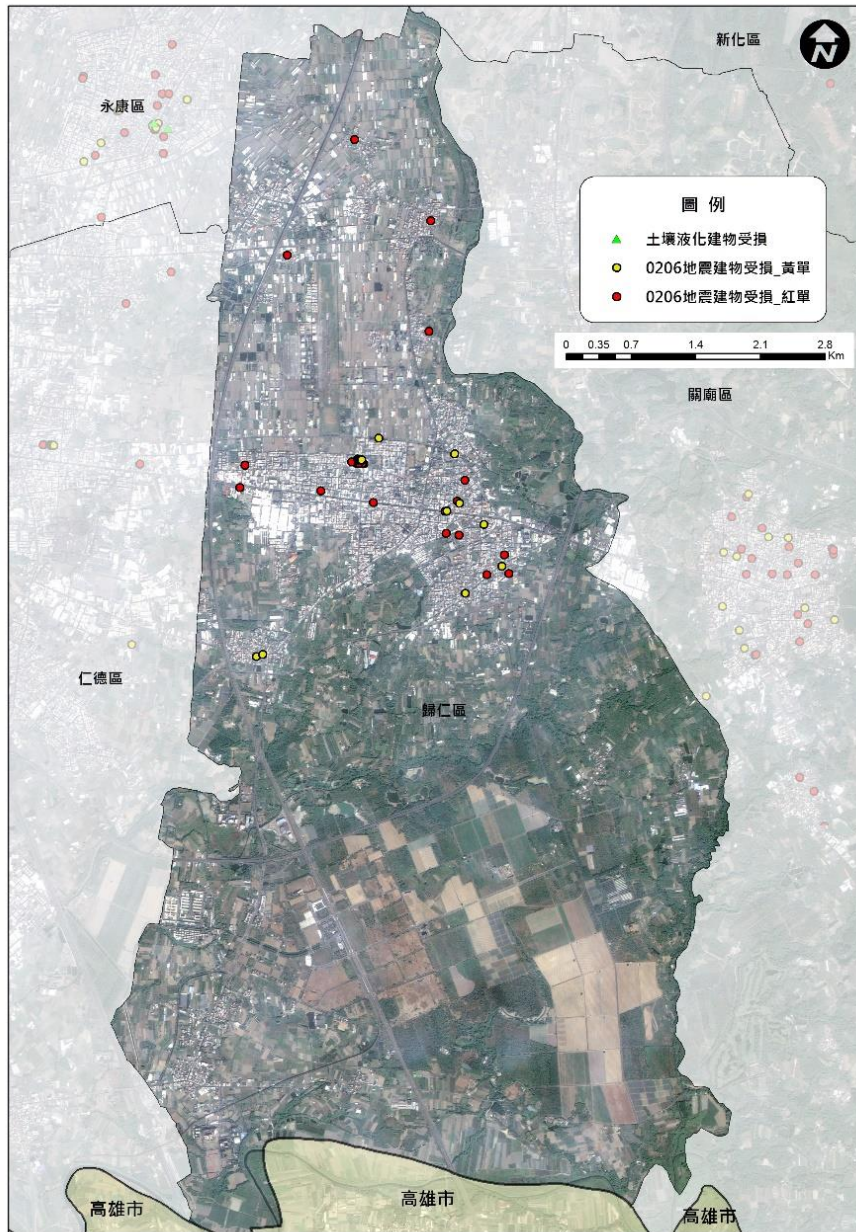 新化區
N
永康區
圖 例
土壤液化建物受損
0206地震建物受損_黃單
0206地震建物受損_紅單
0 0.35 0.7 1.4 2.1 2.8
Km
關廟區
仁德區
歸仁區
高雄市
高雄市
高雄市